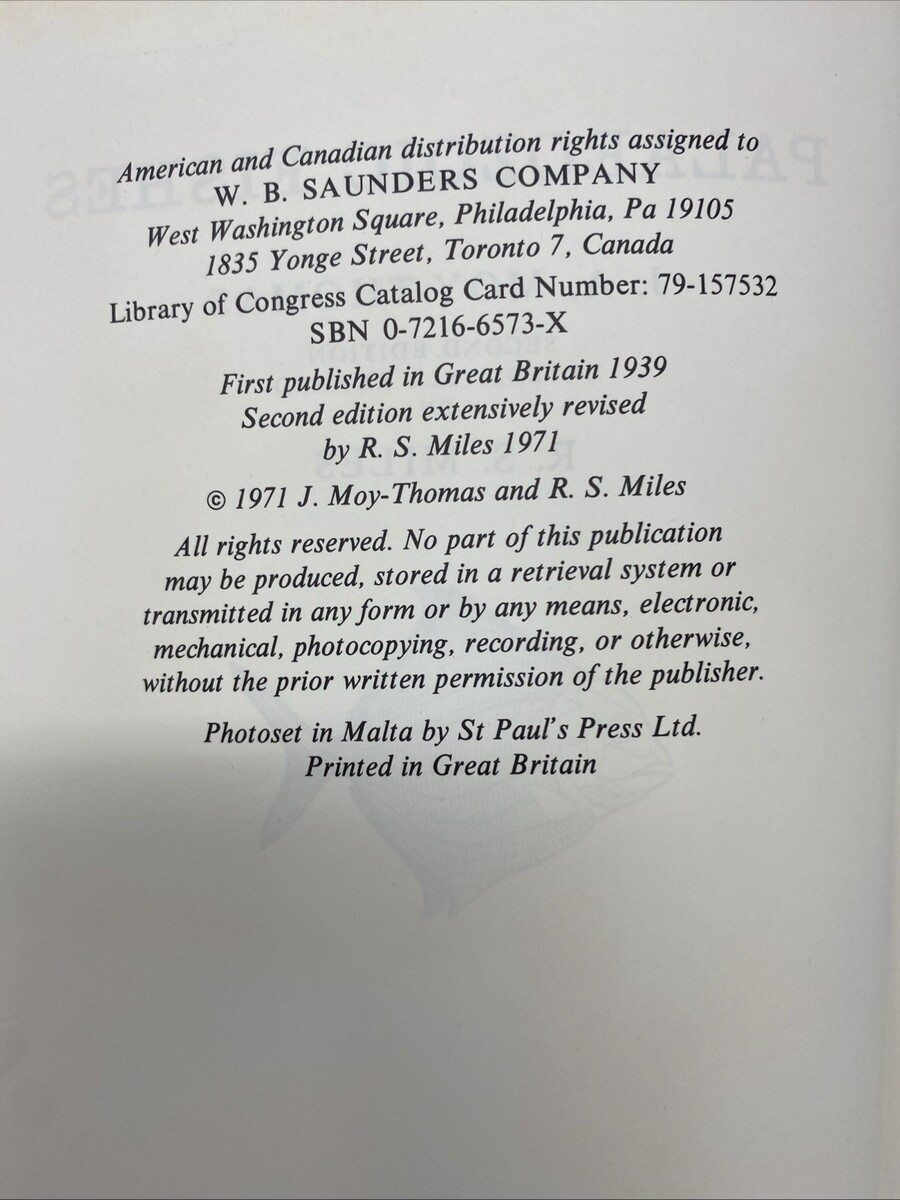 American and Canadian distribution rights assigned to
W. B. SAUNDERS COMPANY
West Washington Square, Philadelphia, Pa 19105
1835 Yonge Street, Toronto 7, Canada
Library of Congress Catalog Card Number: 79-157532
SBN 0-7216-6573-X
First published in Great Britain 1939
Second edition extensively revised
by R. S. Miles 1971
© 1971 J. Moy-Thomas and R. S. Miles
All rights reserved. No part of this publication
may be produced, stored in a retrieval system or
transmitted in any form or by any means, electronic,
mechanical, photocopying, recording, or otherwise,
without the prior written permission of the publisher.
Photoset in Malta by St Paul's Press Ltd.
Printed in Great Britain